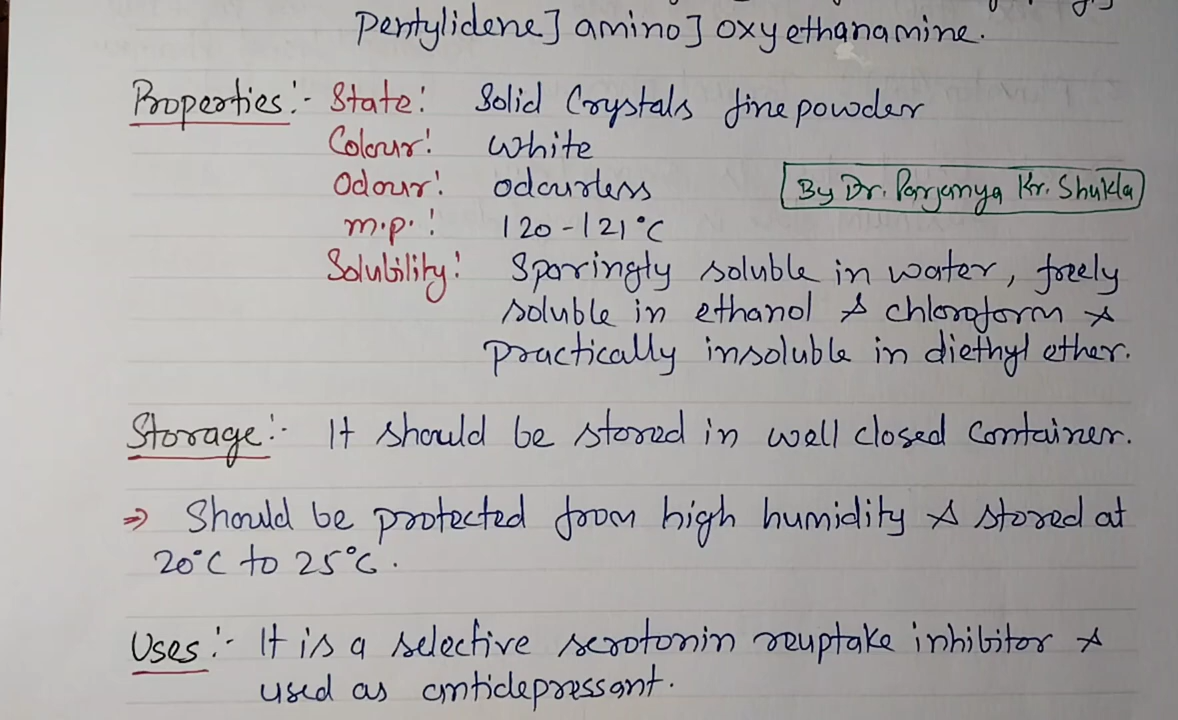 Pentylidene] amino] oxyethanamine.
Properties:- State: Solid Crystals fine powder
Colour: White
Odour: odourless
By Dr. Parjanya Kr. Shukla
m.p.: 120-121°C
Solubility: Sparingly soluble in water, freely
soluble in ethanol & chloroform &
practically insoluble in diethyl ether.
Storage:- It should be stored in well closed container.
⇒ Should be protected from high humidity & stored at
20°C to 25°C.
Uses:- It is a selective serotonin reuptake inhibitor &
used as antidepressant.